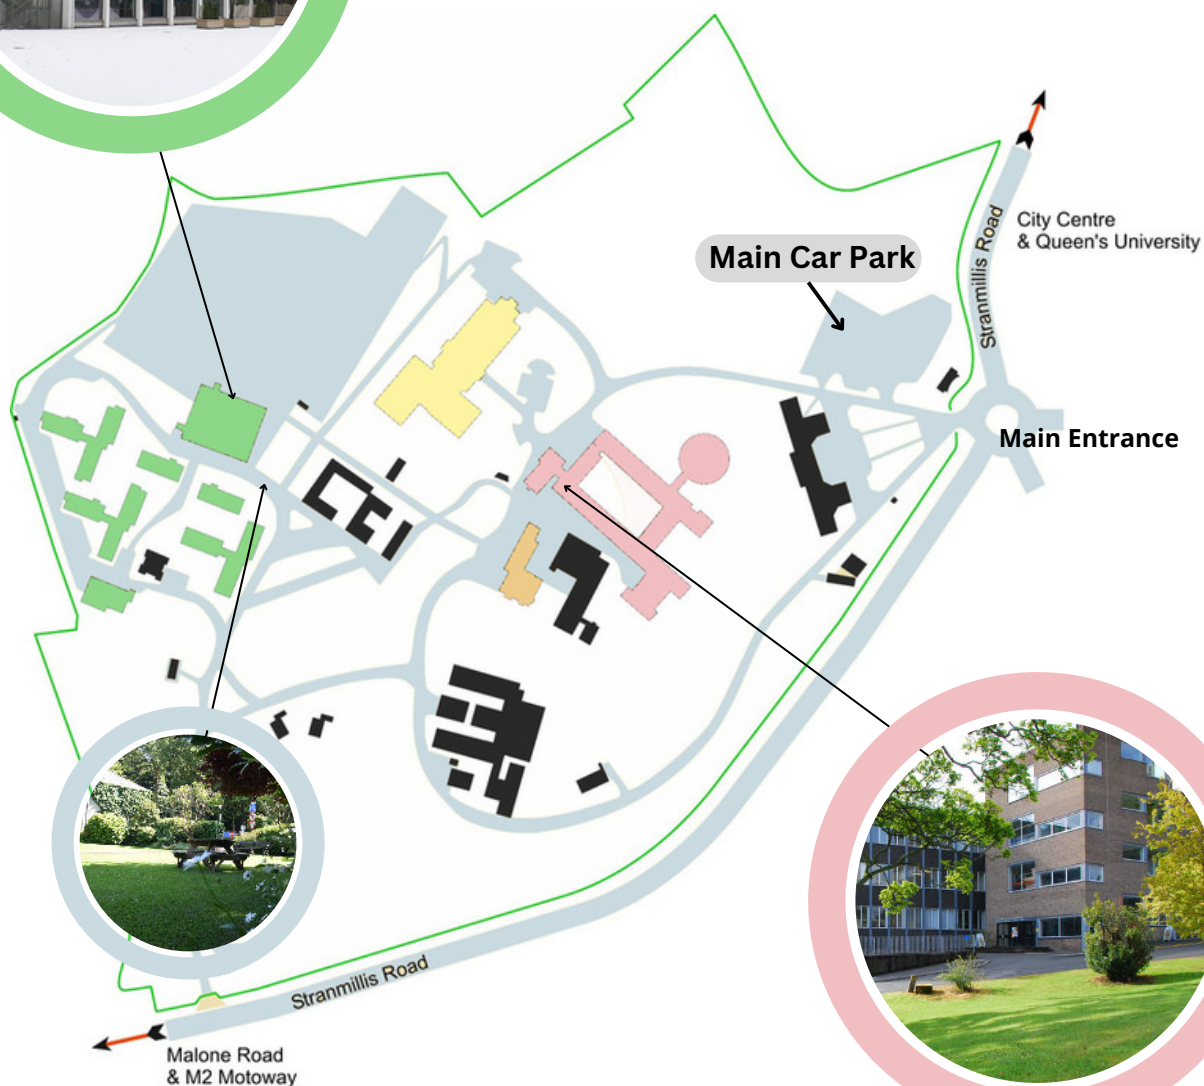 Stranmillis Road
City Centre
& Queen's University
Main Car Park
Main Entrance
Stranmillis Road
Malone Road
& M2 Motoway